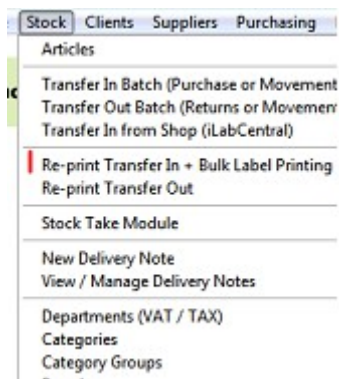 Stock Clients Suppliers Purchasing
Articles
Transfer In Batch (Purchase or Movement
Transfer Out Batch (Returns or Movemen
Transfer In from Shop (iLabCentral)
Re-print Transfer In + Bulk Label Printing
Re-print Transfer Out
Stock Take Module
New Delivery Note
View / Manage Delivery Notes
Departments (VAT / TAX)
Categories
Category Groups